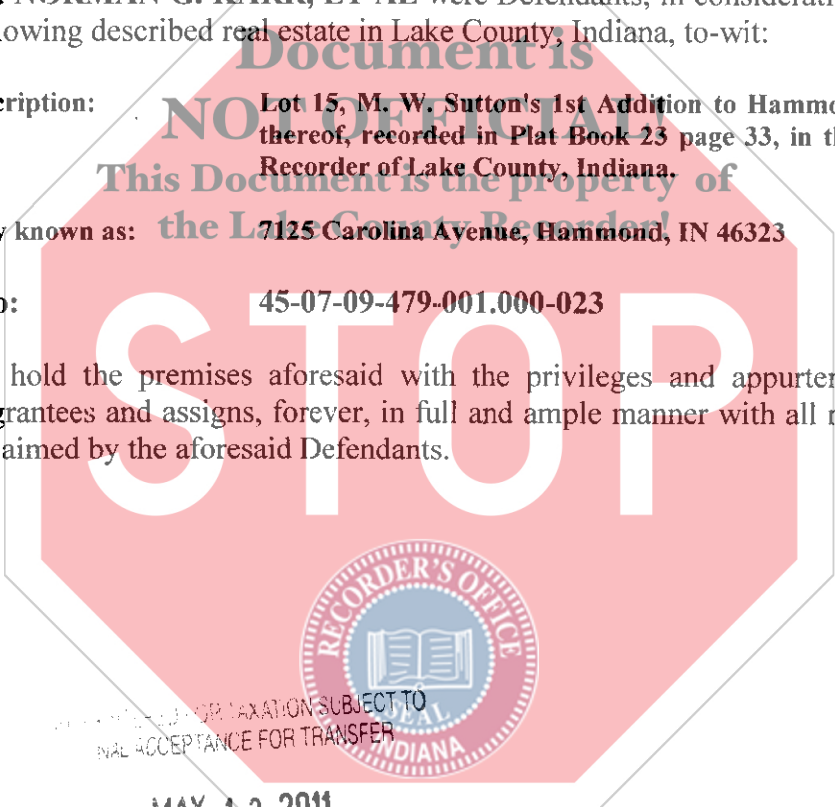 NORMAN G. KARR, ET AL were Defendants, in
lowing described real estate in Lake County, Indiana, to-wit:
Document is
cription: Lot 15, M. W. Sutton's 1st Addition to Hammo
NOT OFFICIAL!
thereof, recorded in Plat Book 23 page 33, in t
Recorder of Lake County, Indiana.
This Document is the property of
the Lake County Recorder!
y known as: 7125 Carolina Avenue, Hammond, IN 46323
o: 45-07-09-479-001.000-023
STOP
hold the premises aforesaid with the privileges and appurten
grantees and assigns, forever, in full and ample manner with all
aimed by the aforesaid Defendants.
RECORDER'S OFFICE
SEAL
INDIANA
FOR TAXATION SUBJECT TO
ACCEPTANCE FOR TRANSFER
MAY 2011